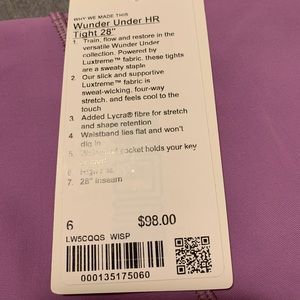 WHY WE MADE THIS
Wunder Under HR
Tight 28"
1. Train, flow and restore in the
versatile Wunder Under
collection. Powered by
Luxtreme™ fabric, these tights
are a sweaty staple
2. Our slick and supportive
Luxtreme™ fabric is
sweat-wicking, four-way
stretch, and feels cool to the
touch
3. Added Lycra® fibre for stretch
and shape retention
4. Waistband lies flat and won't
dig in
5. pocket holds your key
6.
7. 28" Inseam
6 $98.00
LW5CQQS WISP
000135175060